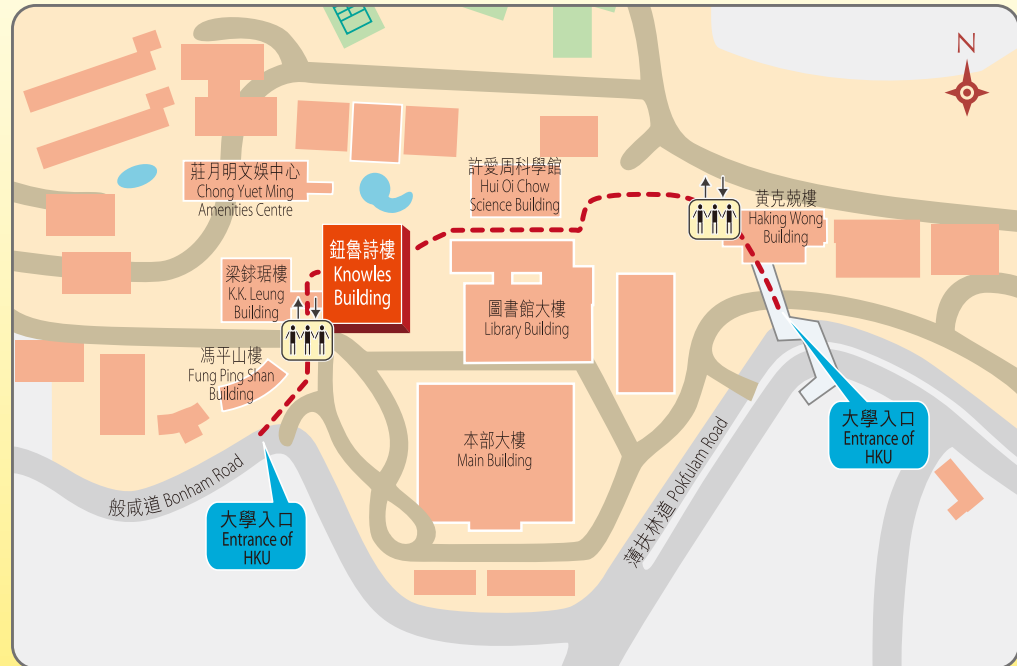 N
許愛周科學館
Hui Oi Chow
Science Building
莊月明文娛中心
Chong Yuet Ming
Amenities Centre
黃克兢樓
Haking Wong
Building
鈕魯詩樓
Knowles
Building
梁銶琚樓
K.K. Leung
Building
圖書館大樓
Library Building
馮平山樓
Fung Ping Shan
Building
大學入口
Entrance of
HKU
本部大樓
Main Building
般咸道 Bonham Road
薄扶林道 Pokfulam Road
大學入口
Entrance of
HKU